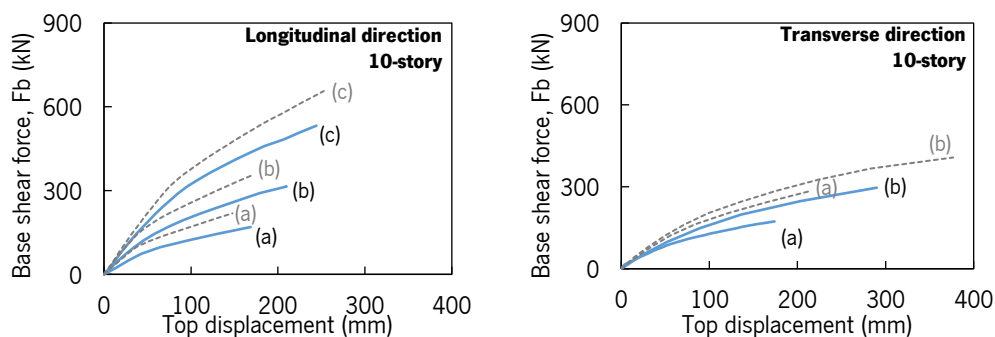 Longitudinal direction
10-story
Base shear force, Fb (kN)
900
600
300
0
(c)
(c)
(b)
(b)
(a)
(a)
0 100 200 300 400
Top displacement (mm)
Transverse direction
10-story
Base shear force, Fb (kN)
900
600
300
0
(b)
(a)
(b)
(a)
0 100 200 300 400
Top displacement (mm)